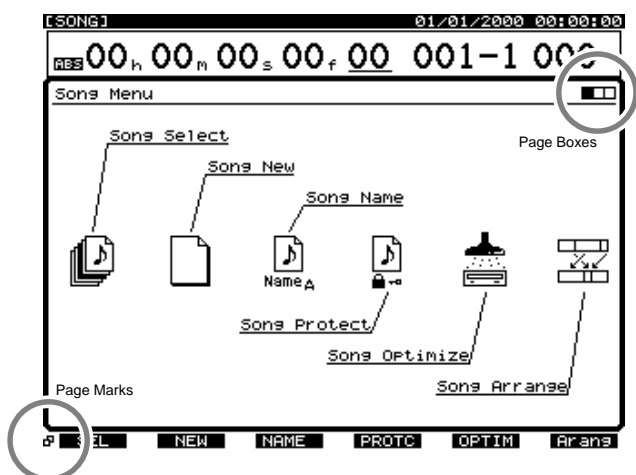 [SONG] 01/01/2000 00:00:00
ABS 00h 00m 00s 00f 00 001-1 000
Song Menu
Page Boxes
Song Select
Song New
Song Name
Name A
Song Protect
Song Optimize
Song Arrange
Page Marks
SEL NEW NAME PROTC OPTIM Arang